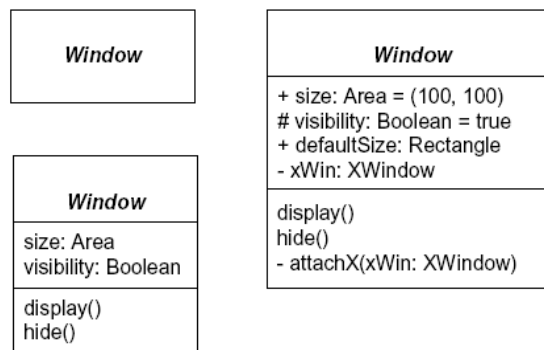 Window
Window
size: Area
visibility: Boolean
display()
hide()
Window
+ size: Area = (100, 100)
# visibility: Boolean = true
+ defaultSize: Rectangle
- xWin: XWindow
display()
hide()
- attachX(xWin: XWindow)